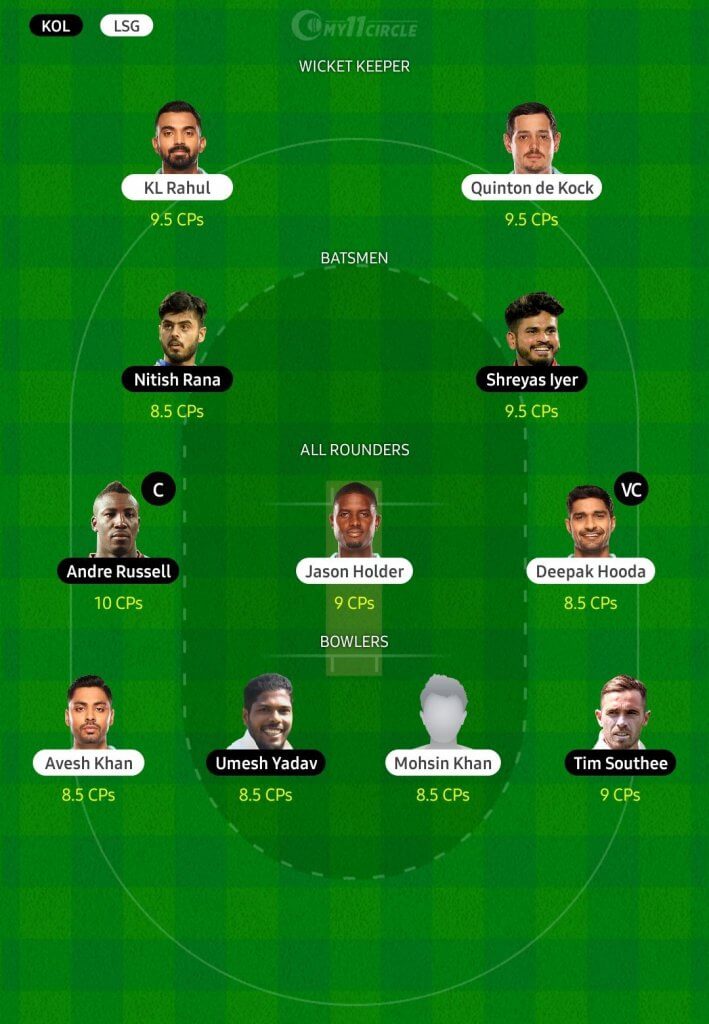 KOL LSG MY11CIRCLE
WICKET KEEPER
KL Rahul Quinton de Kock
9.5 CPs 9.5 CPs
BATSMEN
Nitish Rana Shreyas Iyer
8.5 CPs 9.5 CPs
ALL ROUNDERS
C VC
Andre Russell Jason Holder Deepak Hooda
10 CPs 9 CPs 8.5 CPs
BOWLERS
Avesh Khan Umesh Yadav Mohsin Khan Tim Southee
8.5 CPs 8.5 CPs 8.5 CPs 9 CPs